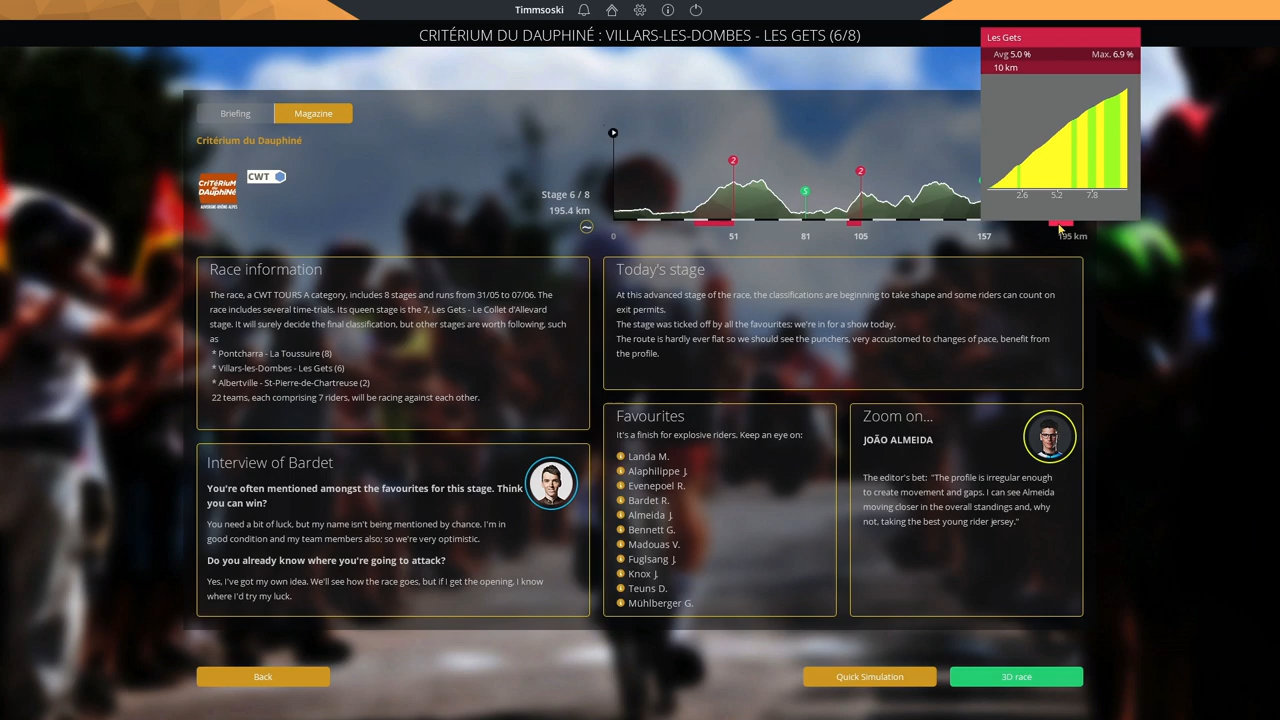 Timmsoski
CRITÉRIUM DU DAUPHINÉ : VILLARS-LES-DOMBES - LES GETS (6/8)
Les Gets
Avg 5.0 %
Max. 6.9 %
10 km
2.6
5.2
7.8
Briefing
Magazine
Critérium du Dauphiné
CRITÉRIUM
DU
DAUPHINÉ
AUVERGNE-RHÔNE-ALPES
CWT
Stage 6 / 8
195.4 km
2
S
2
0
51
81
105
157
195 km
Race information
The race, a CWT TOURS A category, includes 8 stages and runs from 31/05 to 07/06. The
race includes several time-trials. Its queen stage is the 7, Les Gets - Le Collet d'Allevard
stage. It will surely decide the final classification, but other stages are worth following, such
as
* Pontcharra - La Toussuire (8)
* Villars-les-Dombes - Les Gets (6)
* Albertville - St-Pierre-de-Chartreuse (2)
22 teams, each comprising 7 riders, will be racing against each other.
Today's stage
At this advanced stage of the race, the classifications are beginning to take shape and some riders can count on
exit permits.
The stage was ticked off by all the favourites; we're in for a show today.
The route is hardly ever flat so we should see the punchers, very accustomed to changes of pace, benefit from
the profile.
Interview of Bardet
You're often mentioned amongst the favourites for this stage. Think
you can win?
You need a bit of luck, but my name isn't being mentioned by chance. I'm in
good condition and my team members also; so we're very optimistic.
Do you already know where you're going to attack?
Yes, I've got my own idea. We'll see how the race goes, but if I get the opening, I know
where I'd try my luck.
Favourites
It's a finish for explosive riders. Keep an eye on:
Landa M.
Alaphilippe J.
Evenepoel R.
Bardet R.
Almeida J.
Bennett G.
Madouas V.
Fuglsang J.
Knox J.
Teuns D.
Mühlberger G.
Zoom on...
JOÃO ALMEIDA
The editor's bet: "The profile is irregular enough
to create movement and gaps. I can see Almeida
moving closer in the overall standings and, why
not, taking the best young rider jersey."
Back
Quick Simulation
3D race